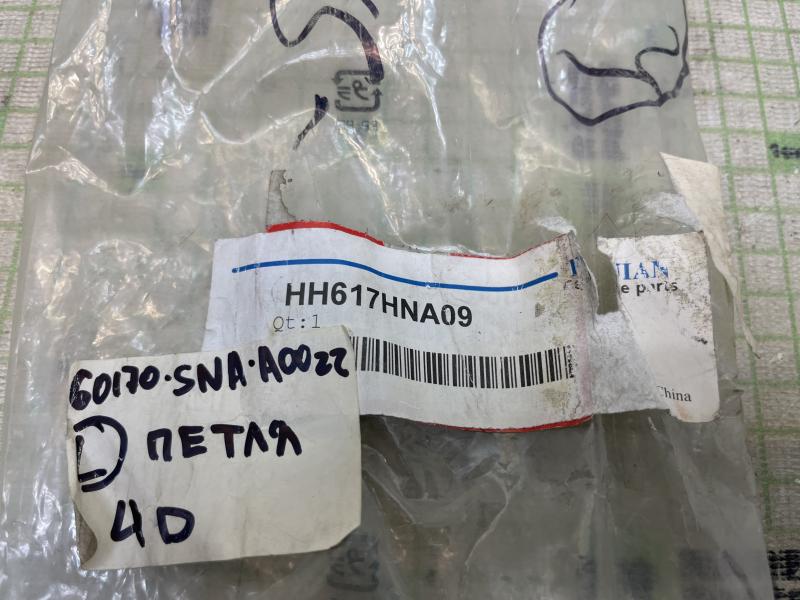 HH617HNA09
Qt:1
parts
China
60170-SNA-A00ZZ
D ПЕТЛЯ
4D